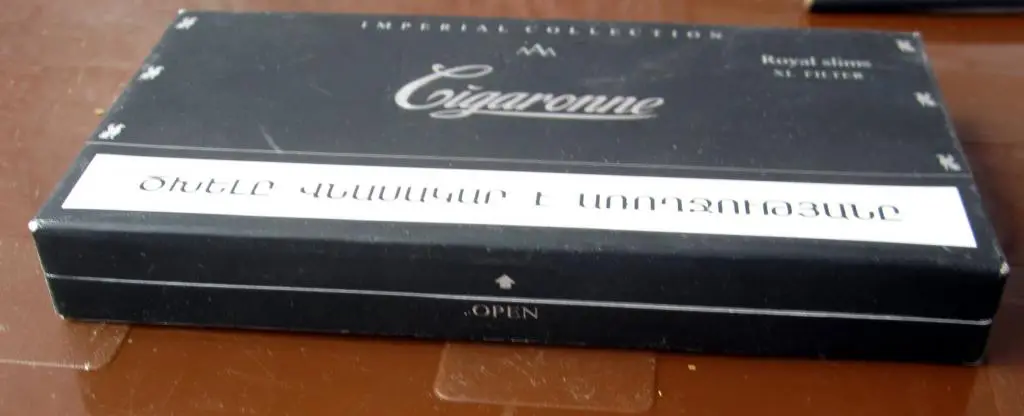 IMPERIAL COLLECTION
Cigaronne
Royal slims
XL FILTER
ԾԽԵԼԸ ՎՆԱՍԱԿԱՐ Է ԱՌՈՂՋՈՒԹՅԱՆԸ
OPEN